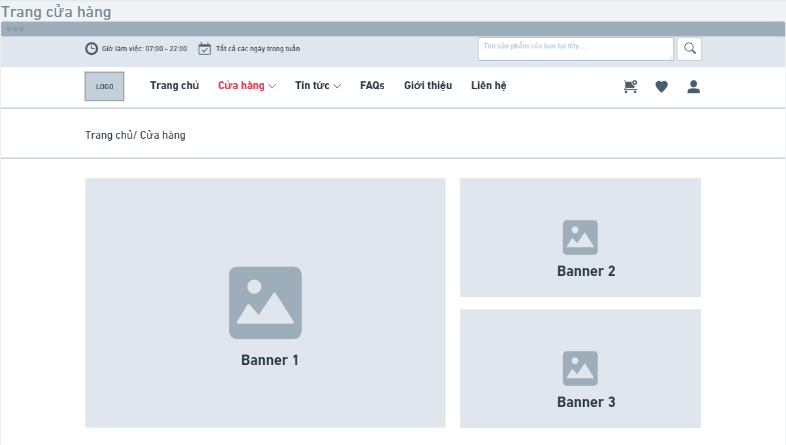 Trang cửa hàng
Giờ làm việc: 07:00 - 22:00
Tất cả các ngày trong tuần
Tìm sản phẩm của bạn tại đây...
LOGO
Trang chủ
Cửa hàng
Tin tức
FAQs
Giới thiệu
Liên hệ
Trang chủ/ Cửa hàng
Banner 1
Banner 2
Banner 3